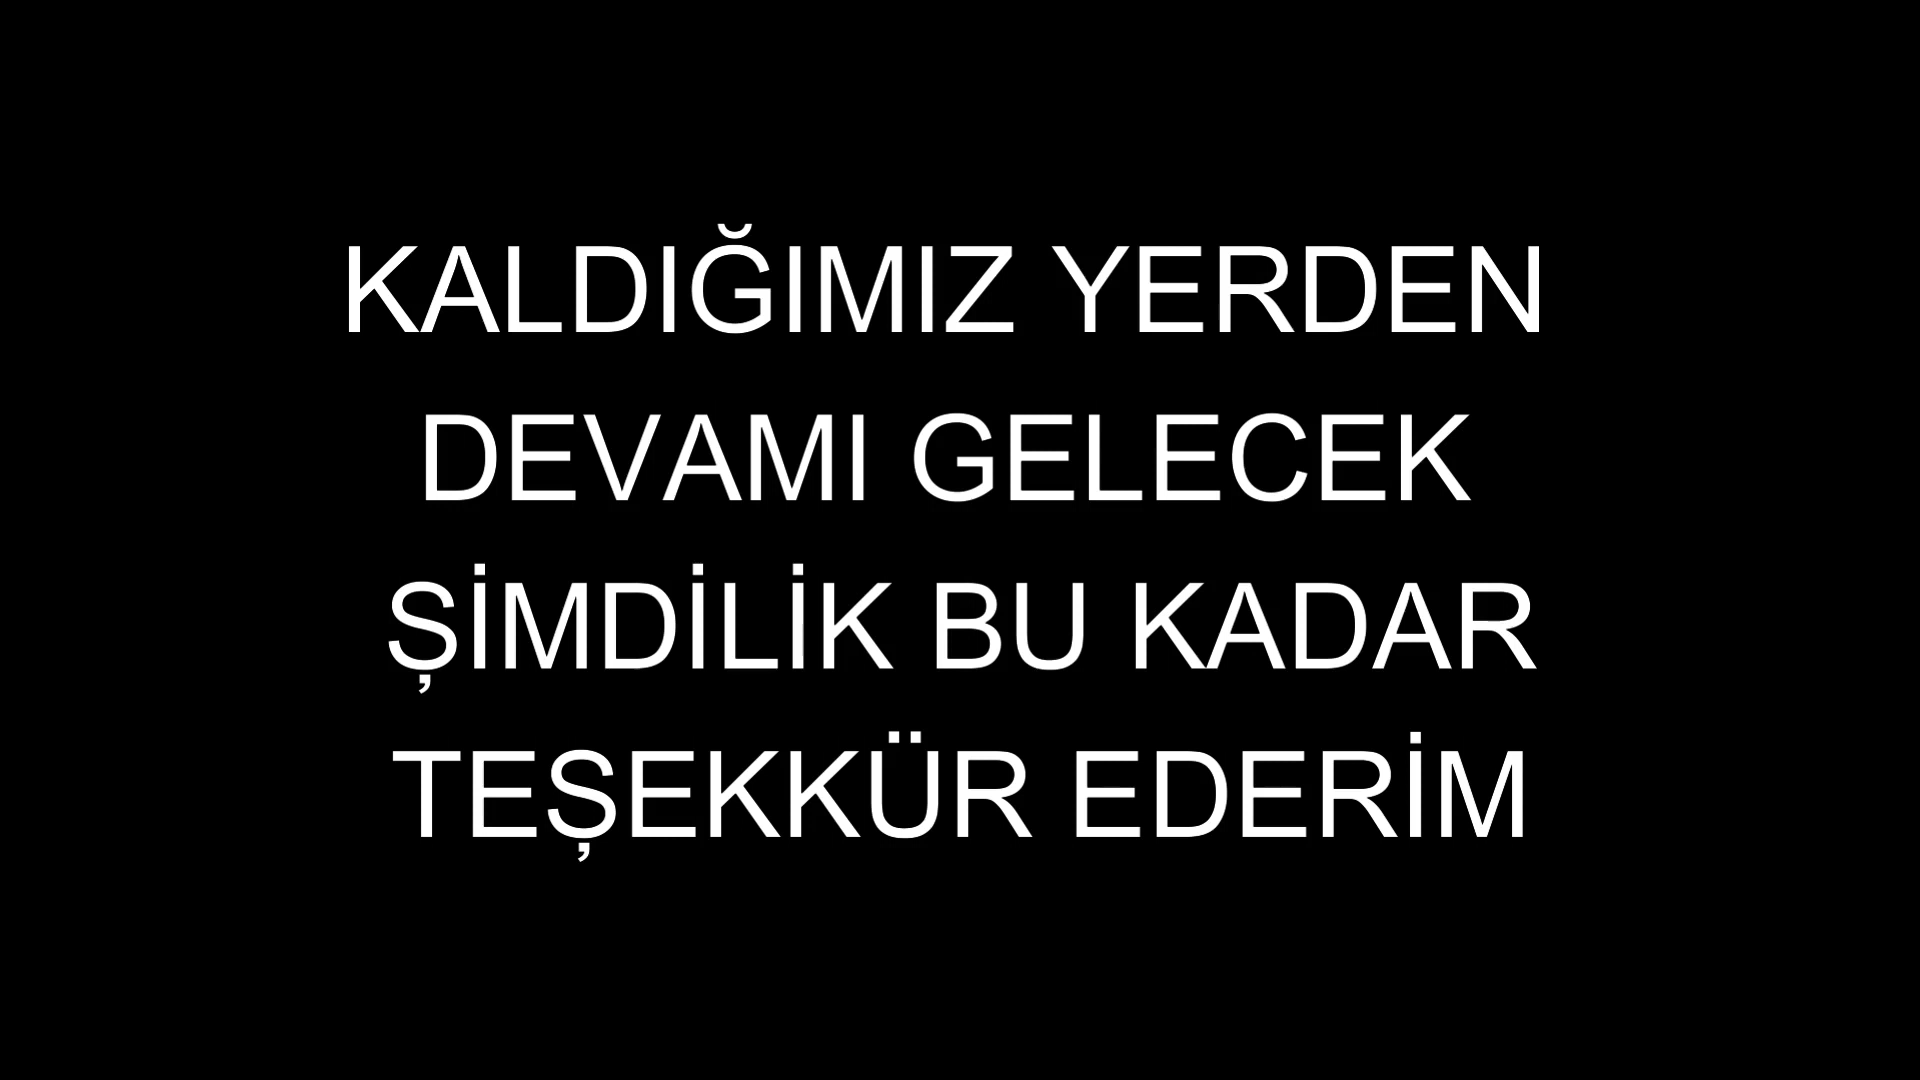 KALDIĞIMIZ YERDEN
DEVAMI GELECEK
ŞİMDİLİK BU KADAR
TEŞEKKÜR EDERİM